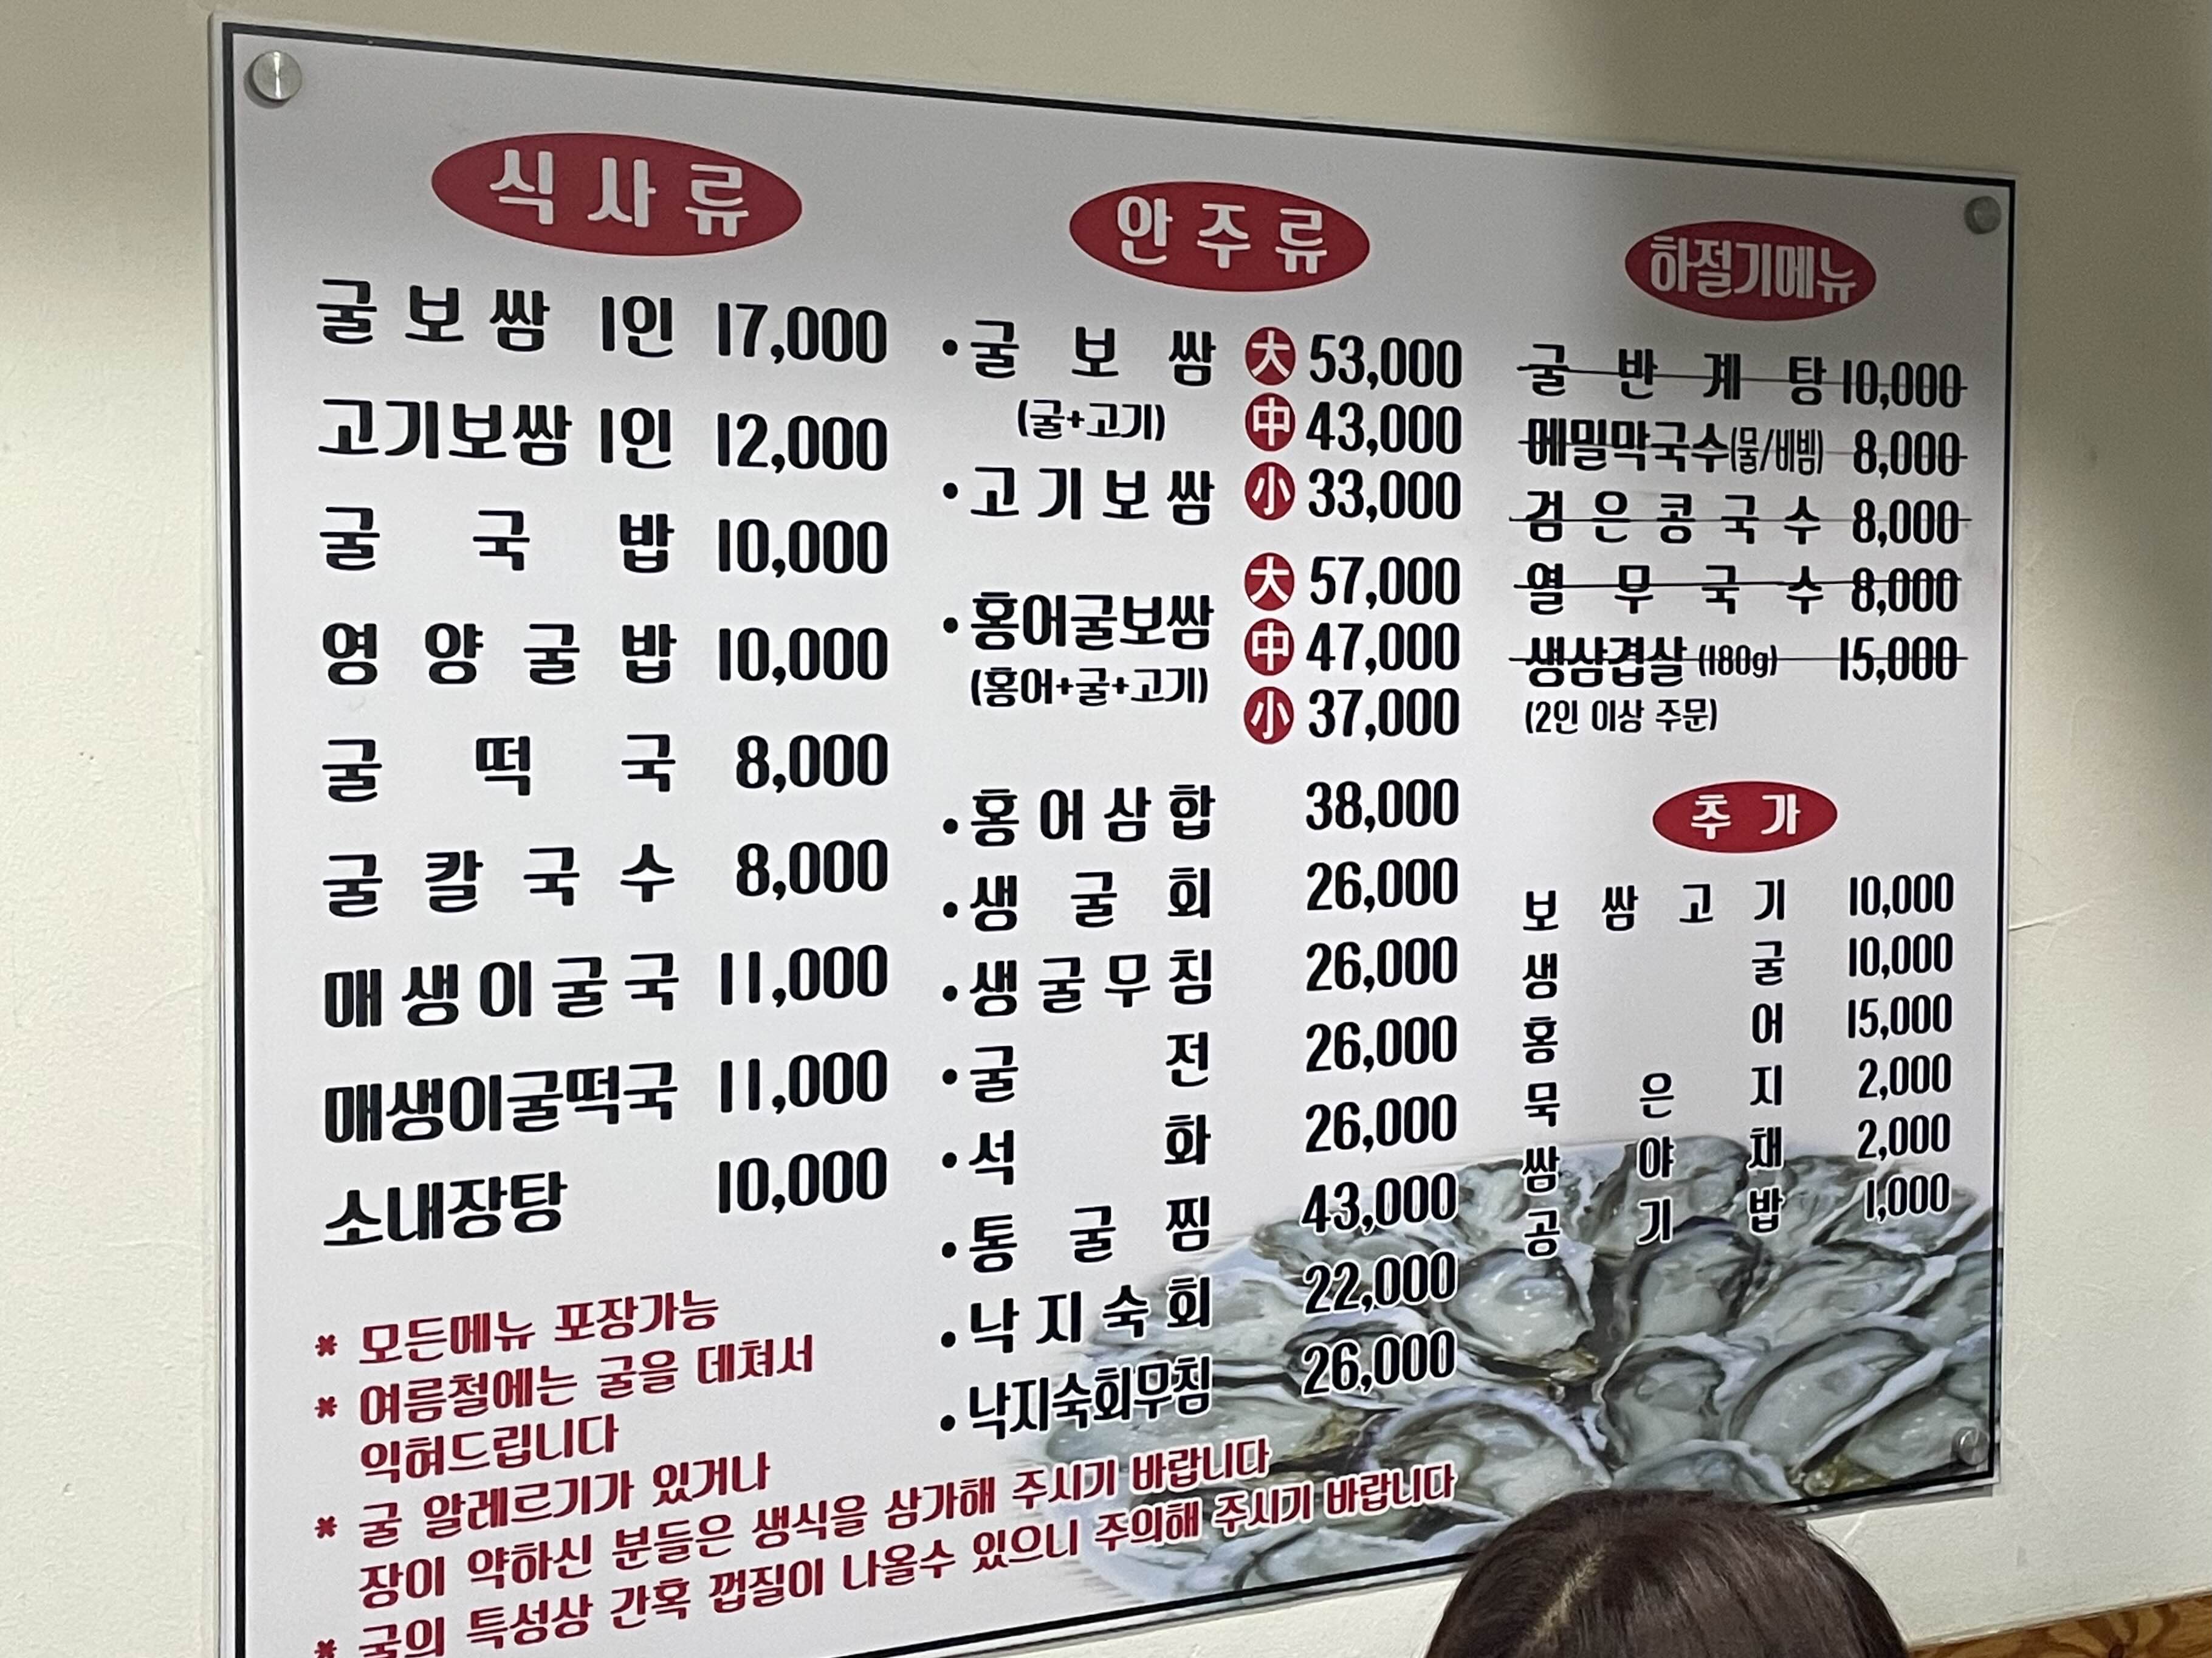 식사류
굴보쌈 1인 17,000
고기보쌈 1인 12,000
굴국밥 10,000
영양굴밥 10,000
굴떡국 8,000
굴칼국수 8,000
매생이굴국 11,000
매생이굴떡국 11,000
소내장탕 10,000
* 모든메뉴 포장가능
* 여름철에는 굴을 데쳐서
익혀드립니다
* 굴 알레르기가 있거나
장이 약하신 분들은 생식을 삼가해 주시기 바랍니다
* 굴의 특성상 간혹 껍질이 나올수 있으니 주의해 주시기 바랍니다
안주류
·굴보쌈 大 53,000
(굴+고기) 中 43,000
·고기보쌈 小 33,000
大 57,000
·홍어굴보쌈 中 47,000
(홍어+굴+고기) 小 37,000
·홍어삼합 38,000
·생굴회 26,000
·생굴무침 26,000
·굴전 26,000
·석화 26,000
·통굴찜 43,000
·낙지숙회 22,000
·낙지숙회무침 26,000
하절기메뉴
굴반계탕 10,000
메밀막국수(물/비빔) 8,000
검은콩국수 8,000
열무국수 8,000
생삼겹살 (180g) 15,000
(2인 이상 주문)
추가
보쌈고기 10,000
생굴 10,000
홍어 15,000
묵은지 2,000
쌈야채 2,000
공기밥 1,000